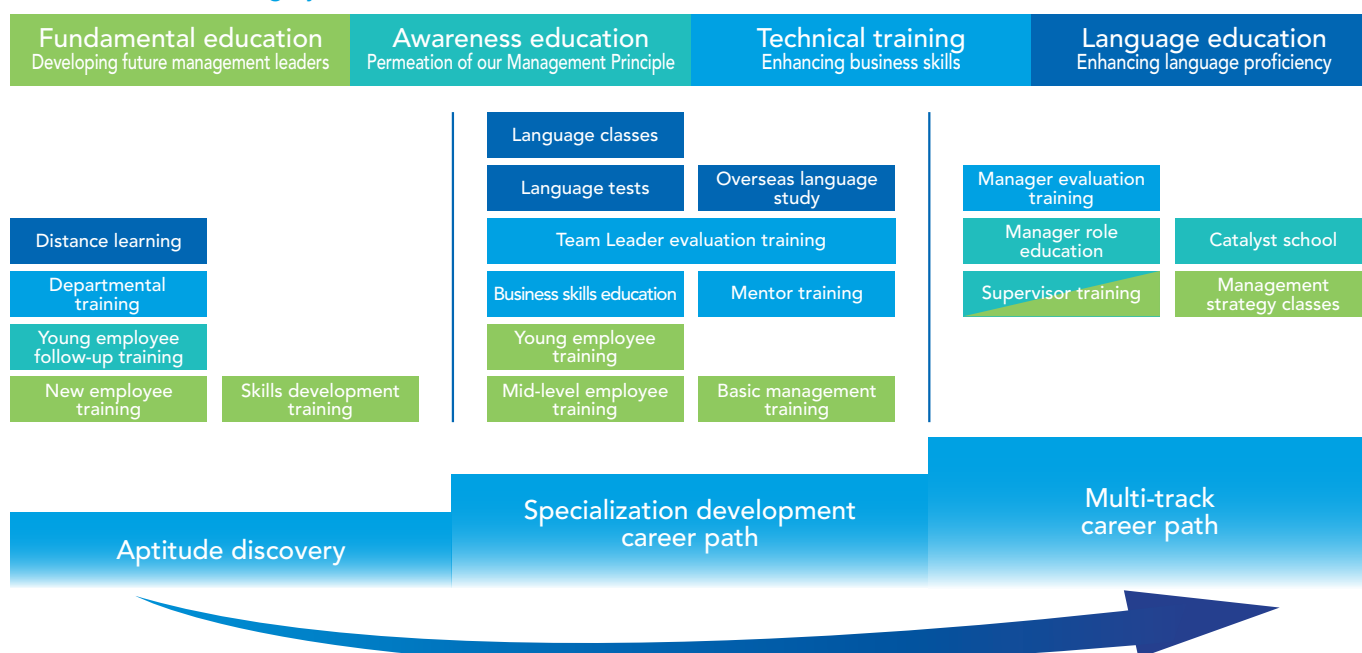 Fundamental education
Developing future management leaders
Awareness education
Permeation of our Management Principle
Technical training
Enhancing business skills
Language education
Enhancing language proficiency
Distance learning
Departmental
training
Young employee
follow-up training
New employee
training
Skills development
training
Language classes
Language tests
Overseas language
study
Team Leader evaluation training
Business skills education
Mentor training
Young employee
training
Mid-level employee
training
Basic management
training
Manager evaluation
training
Manager role
education
Catalyst school
Supervisor training
Management
strategy classes
Aptitude discovery
Specialization development
career path
Multi-track
career path